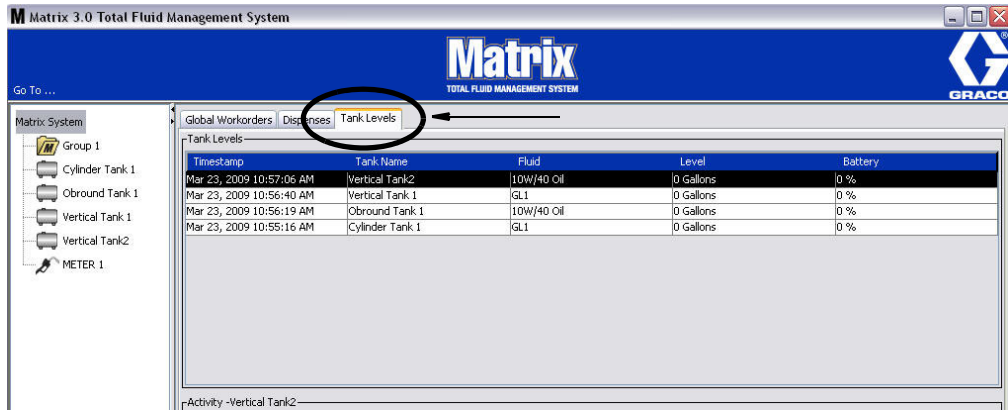 Matrix 3.0 Total Fluid Management System
Matrix
TOTAL FLUID MANAGEMENT SYSTEM
Go To ...
GRACO
Matrix System
Group 1
Cylinder Tank 1
Obround Tank 1
Vertical Tank 1
Vertical Tank2
METER 1
Global Workorders Dispenses Tank Levels
Tank Levels
Timestamp Tank Name Fluid Level Battery
Mar 23, 2009 10:57:06 AM Vertical Tank2 10W/40 Oil 0 Gallons 0 %
Mar 23, 2009 10:56:40 AM Vertical Tank 1 GL1 0 Gallons 0 %
Mar 23, 2009 10:56:19 AM Obround Tank 1 10W/40 Oil 0 Gallons 0 %
Mar 23, 2009 10:55:16 AM Cylinder Tank 1 GL1 0 Gallons 0 %
Activity -Vertical Tank2